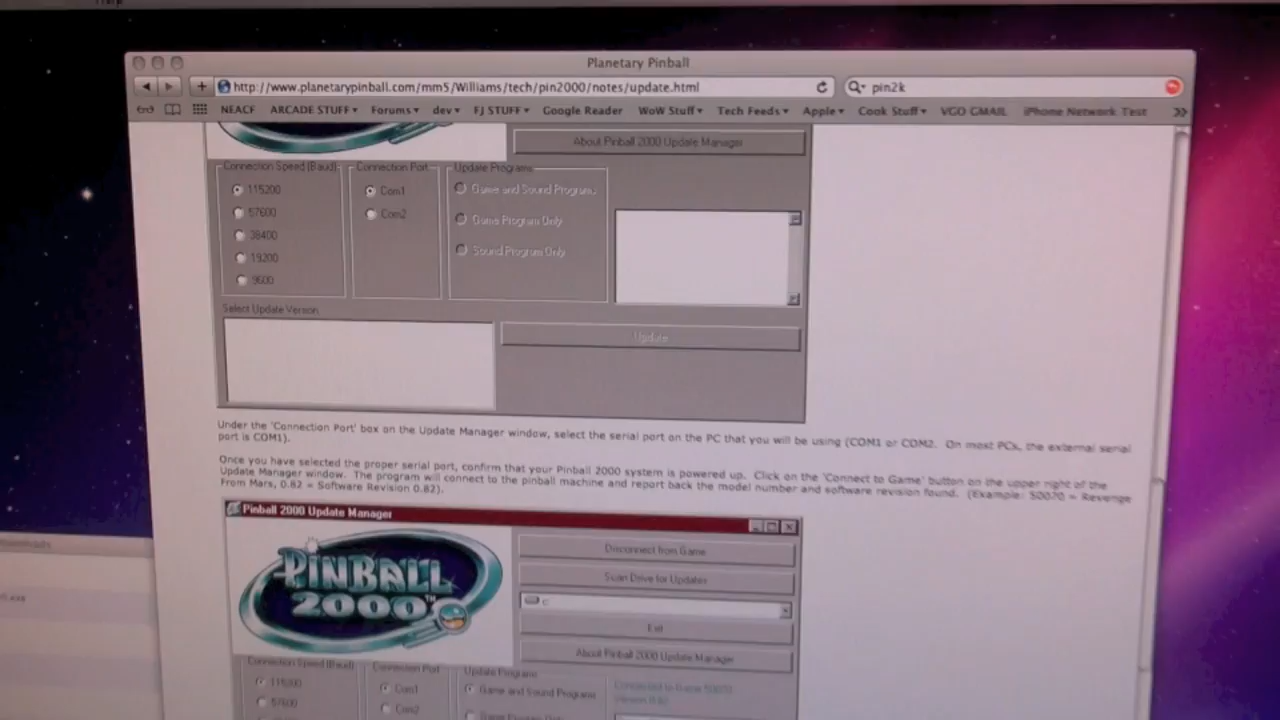 Help
Planetary Pinball
http://www.planetarypinball.com/mm5/Williams/tech/pin2000/notes/update.html
pin2k
NEACF ARCADE STUFF▾ Forums▾ dev▾ FJ STUFF▾ Google Reader WoW Stuff▾ Tech Feeds▾ Apple▾ Cook Stuff▾ VGO GMAIL iPhone Network Test >>
About Pinball 2000 Update Manager
Connection Speed (Baud) Connection Port Update Programs
115200 Com1 Game and Sound Programs
57600 Com2 Game Program Only
38400
19200 Sound Program Only
9600
Select Update Version
Update
Under the 'Connection Port' box on the Update Manager window, select the serial port on the PC that you will be using (COM1 or COM2. On most PCs, the external serial
port is COM1).
Once you have selected the proper serial port, confirm that your Pinball 2000 system is powered up. Click on the 'Connect to Game' button on the upper right of the
Update Manager window. The program will connect to the pinball machine and report back the model number and software revision found. (Example: 50070 = Revenge
From Mars, 0.82 = Software Revision 0.82).
Pinball 2000 Update Manager
PINBALL
2000™
Disconnect from Game
Scan Drive for Updates
c:
Exit
About Pinball 2000 Update Manager
Connection Speed (Baud) Connection Port Update Programs
115200 Com1 Game and Sound Programs
Connected to Game 50070
Version 0.82
57600 Com2